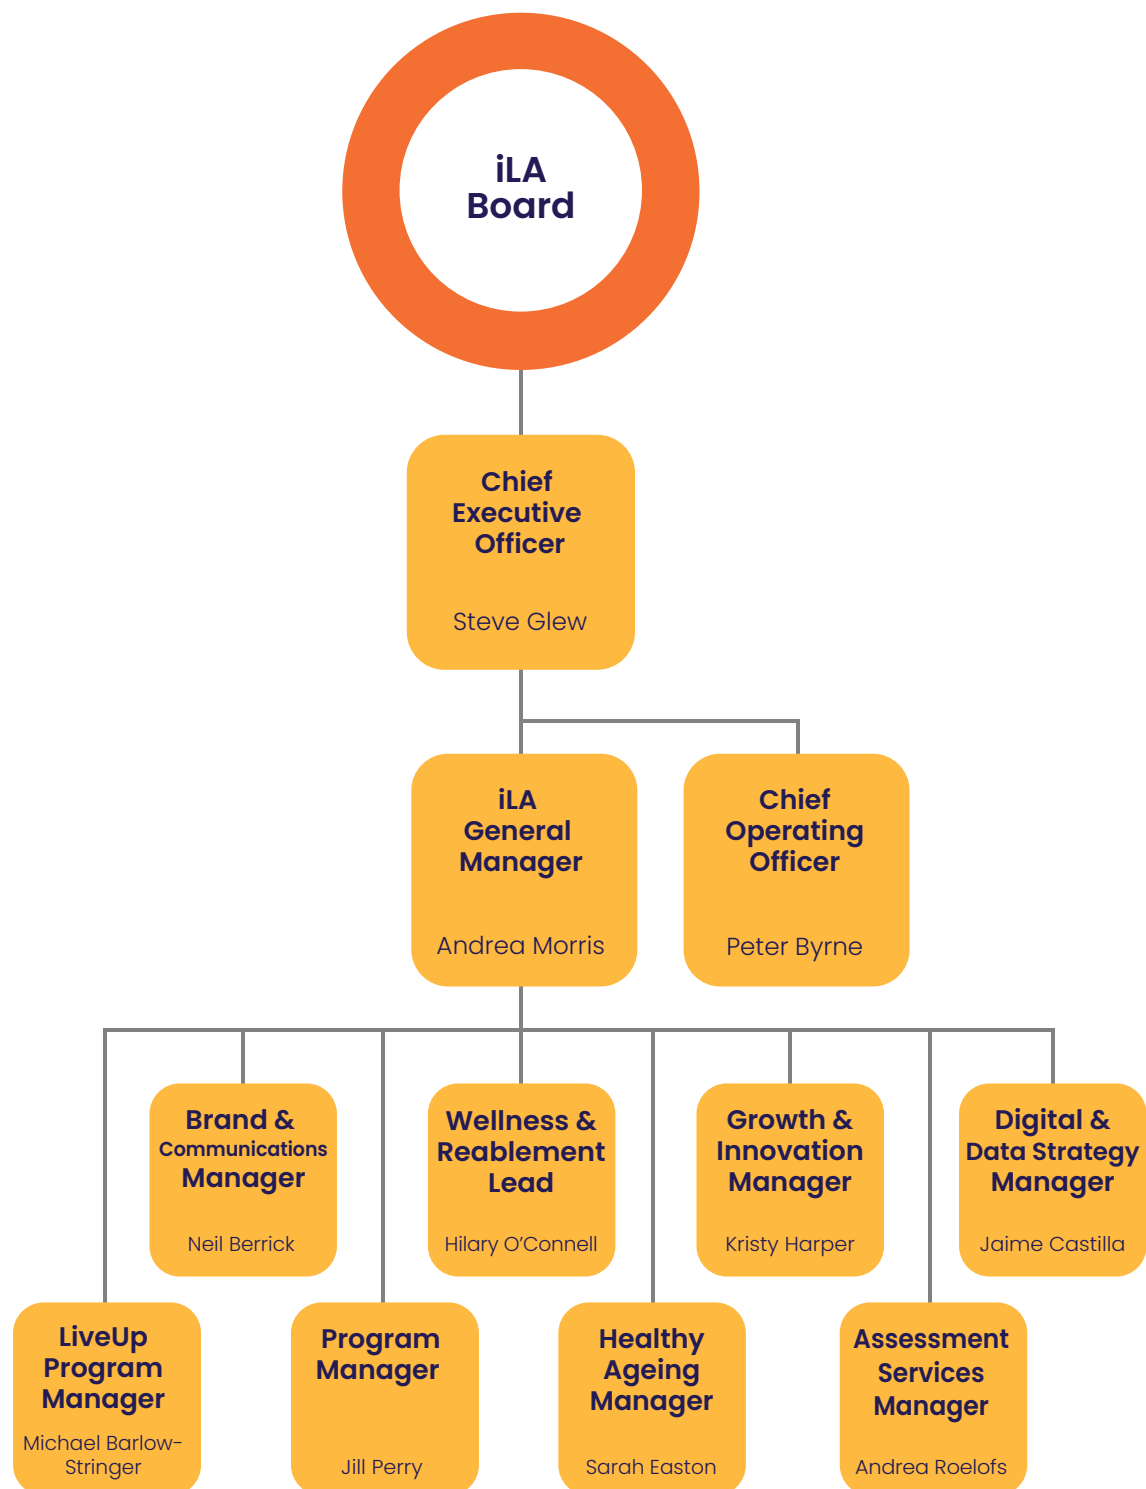 iLA
Board
Chief
Executive
Officer
Steve Glew
iLA
General
Manager
Andrea Morris
Chief
Operating
Officer
Peter Byrne
Brand &
Communications
Manager
Neil Berrick
Wellness &
Reablement
Lead
Hilary O’Connell
Growth &
Innovation
Manager
Kristy Harper
Digital &
Data Strategy
Manager
Jaime Castilla
LiveUp
Program
Manager
Michael Barlow-
Stringer
Program
Manager
Jill Perry
Healthy
Ageing
Manager
Sarah Easton
Assessment
Services
Manager
Andrea Roelofs